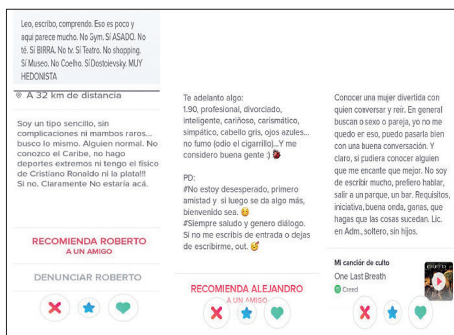 Leo, escribo, comprendo. Eso es poco y
aquí parece mucho. No Gym. SÍ ASADO. No
té. SÍ BIRRA. No tv. SÍ Teatro. No shopping.
SÍ Museo. No Coelho. SÍ Dostoievsky. MUY
HEDONISTA
A 32 km de distancia
Soy un tipo sencillo, sin
complicaciones ni mambos raros...
busco lo mismo. Alguien normal. No
conozco el Caribe, no hago
deportes extremos ni tengo el físico
de Cristiano Ronaldo ni la plata!!!
Si no. Claramente No estaría acá.
RECOMIENDA ROBERTO
A UN AMIGO
DENUNCIAR ROBERTO
Te adelanto algo:
1.90, profesional, divorciado,
inteligente, cariñoso, carismático,
simpático, cabello gris, ojos azules...
no fumo (odio el cigarrillo)...Y me
considero buena gente :)
PD:
#No estoy desesperado, primero
amistad y si luego se da algo más,
bienvenido sea.
#Siempre saludo y genero diálogo.
Si no me escribís de entrada o dejas
de escribirme, out.
RECOMIENDA ALEJANDRO
A UN AMIGO
Conocer una mujer divertida con
quien conversar y reir. En general
buscan o sexo o pareja, yo no me
quedo er eso, puedo pasarla bien
con una buena conversación. Y
claro, si pudiera conocer alguien
que me encante que mejor. No soy
de escribir mucho, prefiero hablar,
salir a un parque, un bar. Requisitos,
iniciativa, buena onda, ganas, que
hagas que las cosas sucedan. Lic.
en Adm., soltero, sin hijos.
Mi canción de culto
One Last Breath
Creed